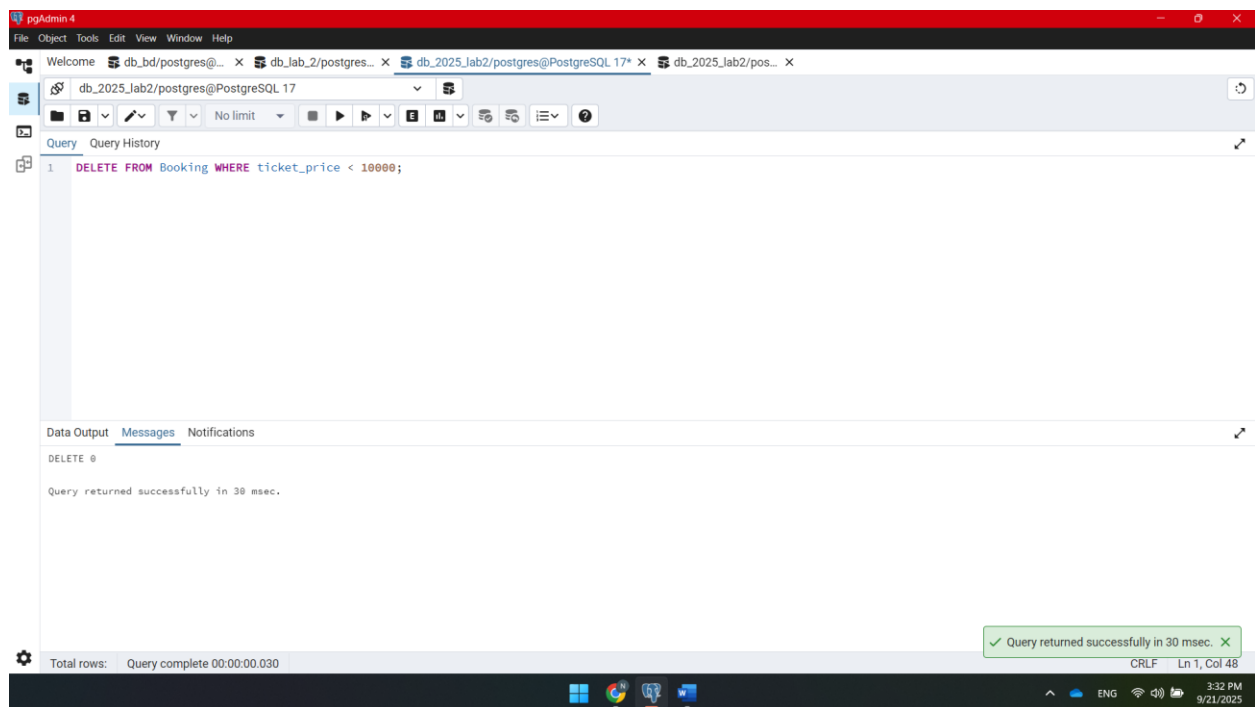 pgAdmin 4
File Object Tools Edit View Window Help
Welcome db_bd/postgres@... db_lab_2/postgres... db_2025_lab2/postgres@PostgreSQL 17* db_2025_lab2/pos...
db_2025_lab2/postgres@PostgreSQL 17
No limit E
Query Query History
1 DELETE FROM Booking WHERE ticket_price < 10000;
Data Output Messages Notifications
DELETE 0
Query returned successfully in 30 msec.
Query returned successfully in 30 msec.
Total rows: Query complete 00:00:00.030 CRLF Ln 1, Col 48
ENG 3:32 PM
9/21/2025